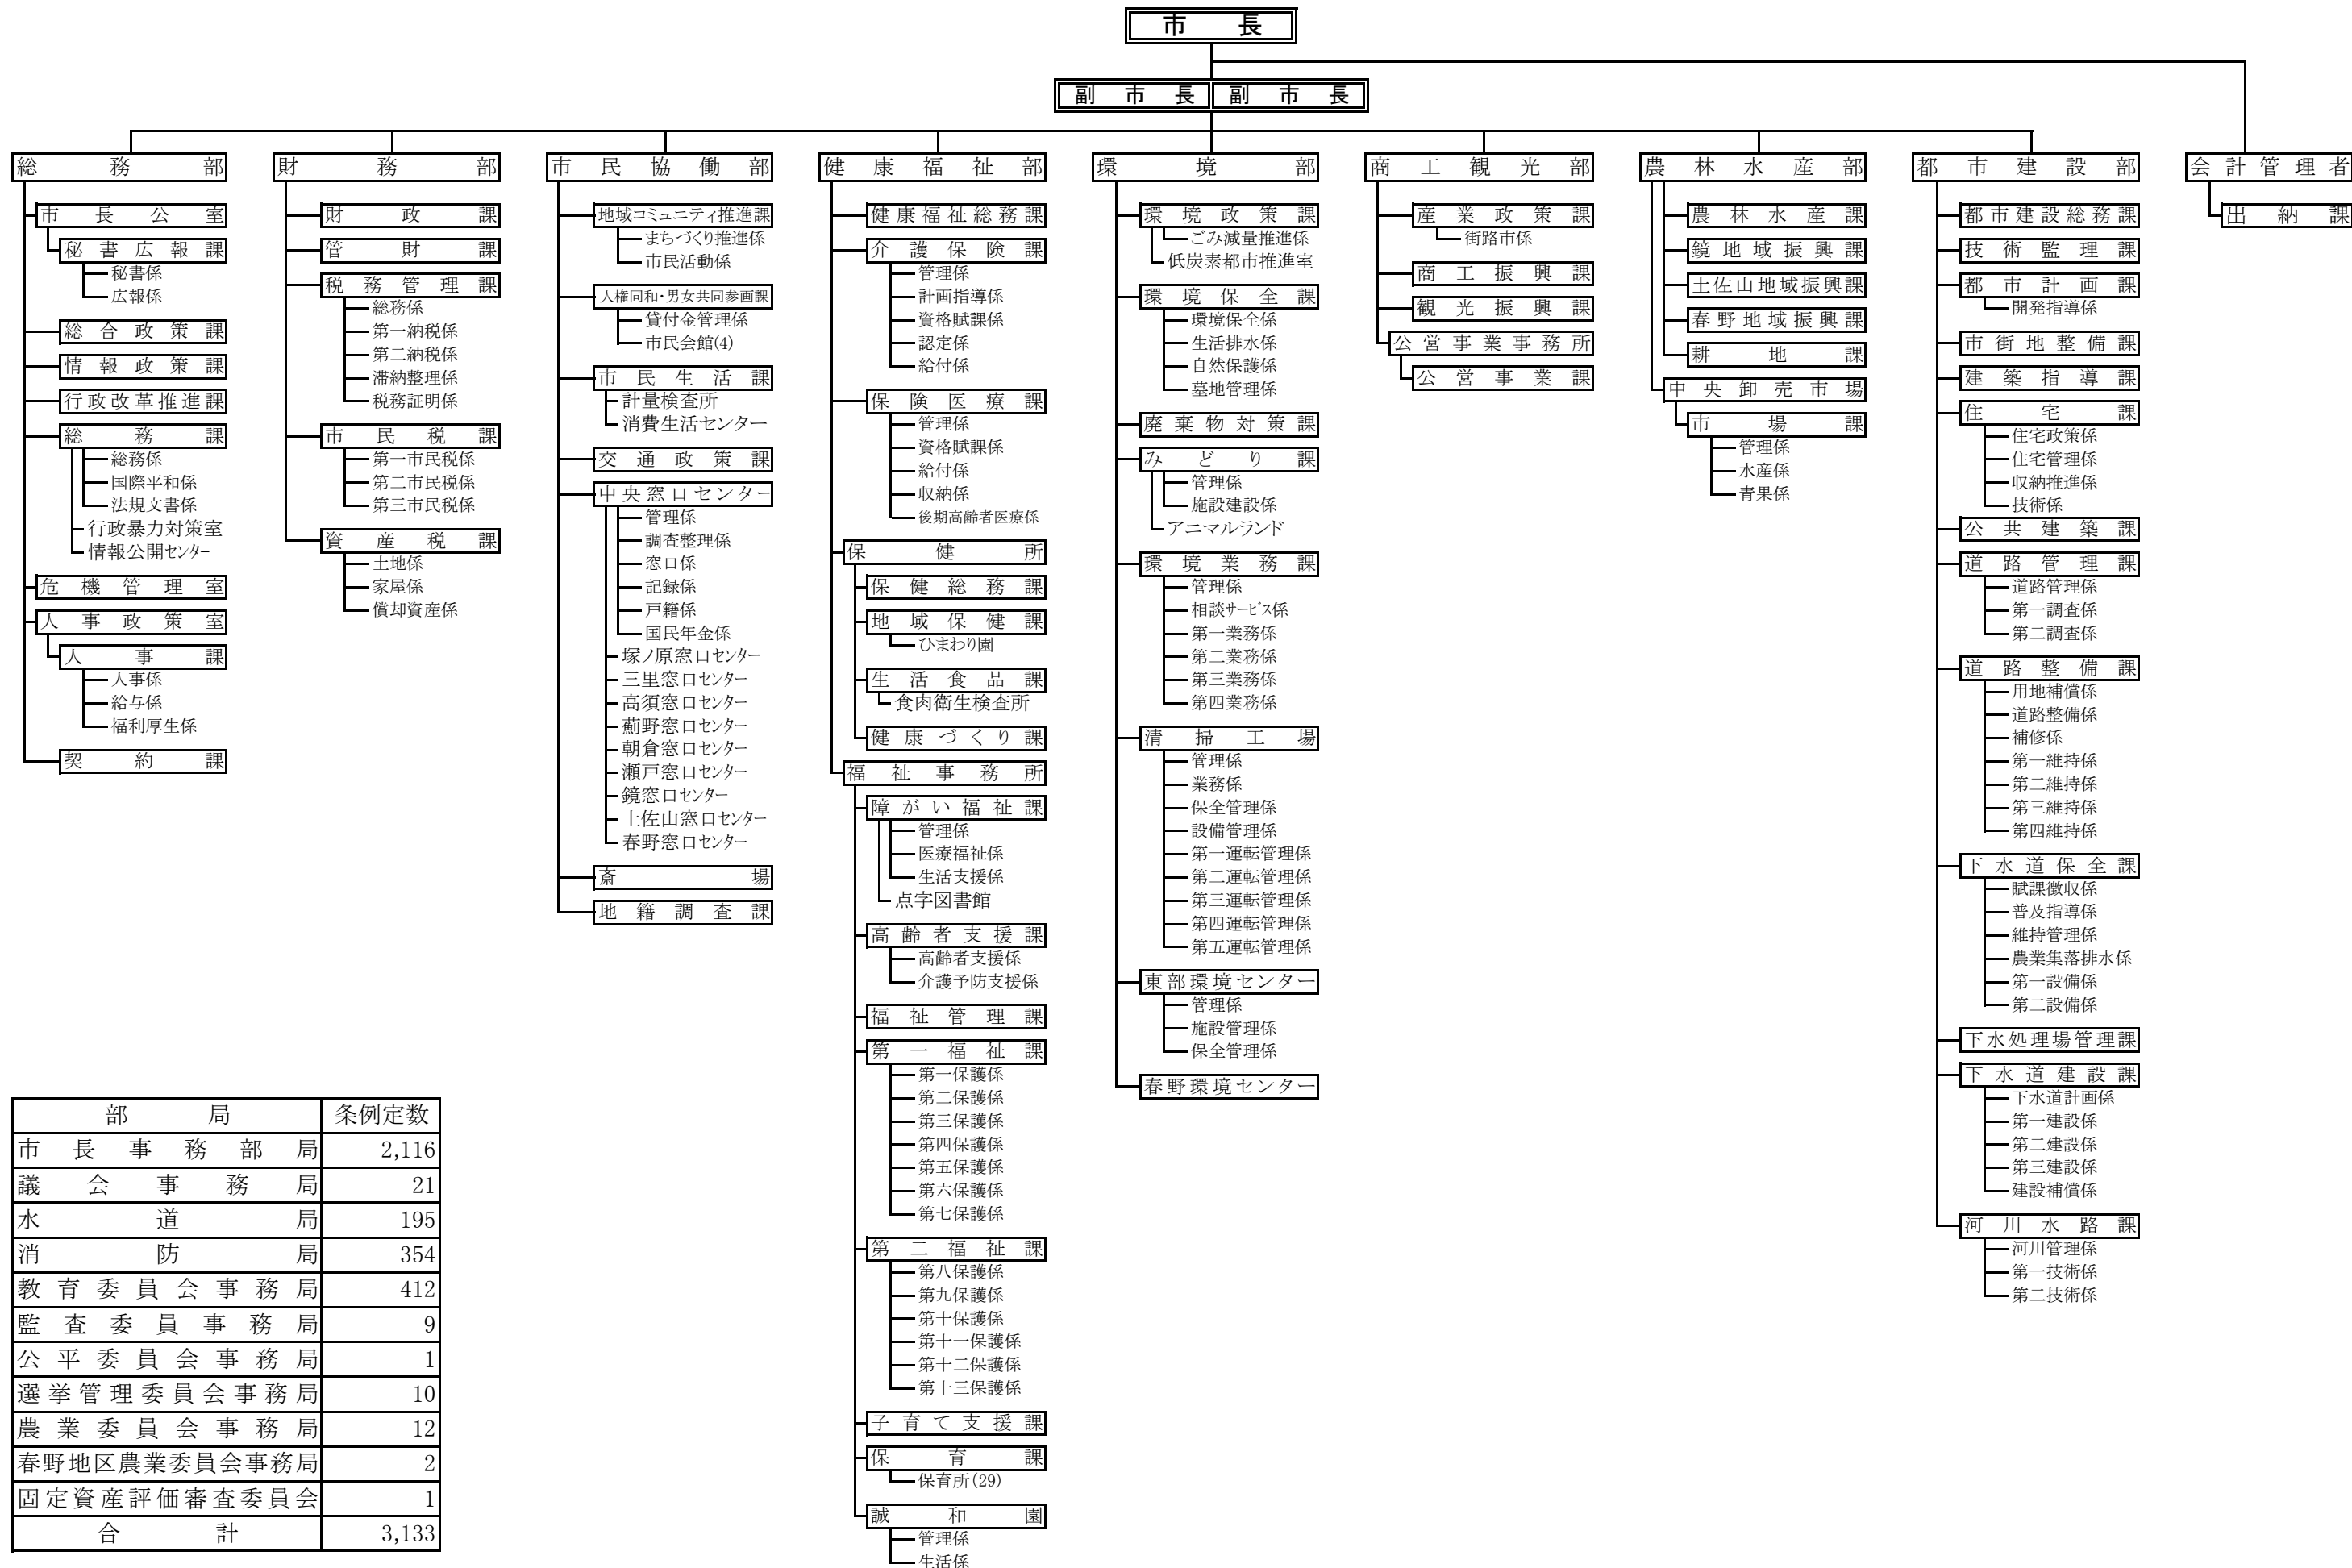 市長
副市長 副市長
総務部
市長公室
秘書広報課
秘書係
広報係
総合政策課
情報政策課
行政改革推進課
総務課
総務係
国際平和係
法規文書係
行政暴力対策室
情報公開センター
危機管理室
人事政策室
人事課
人事係
給与係
福利厚生係
契約課
財務部
財政課
管財課
税務管理課
総務係
第一納税係
第二納税係
滞納整理係
税務証明係
市民税課
第一市民税係
第二市民税係
第三市民税係
資産税課
土地係
家屋係
償却資産係
市民協働部
地域コミュニティ推進課
まちづくり推進係
市民活動係
人権同和・男女共同参画課
貸付金管理係
市民会館(4)
市民生活課
計量検査所
消費生活センター
交通政策課
中央窓口センター
管理係
調査整理係
窓口係
記録係
戸籍係
国民年金係
塚ノ原窓口センター
三里窓口センター
高須窓口センター
薊野窓口センター
朝倉窓口センター
瀬戸窓口センター
鏡窓口センター
土佐山窓口センター
春野窓口センター
斎場
地籍調査課
健康福祉部
健康福祉総務課
介護保険課
管理係
計画指導係
資格賦課係
認定係
給付係
保険医療課
管理係
資格賦課係
給付係
収納係
後期高齢者医療係
保健所
保健総務課
地域保健課
ひまわり園
生活食品課
食肉衛生検査所
健康づくり課
福祉事務所
障がい福祉課
管理係
医療福祉係
生活支援係
点字図書館
高齢者支援課
高齢者支援係
介護予防支援係
福祉管理課
第一福祉課
第一保護係
第二保護係
第三保護係
第四保護係
第五保護係
第六保護係
第七保護係
第二福祉課
第八保護係
第九保護係
第十保護係
第十一保護係
第十二保護係
第十三保護係
子育て支援課
保育課
保育所(29)
誠和園
管理係
生活係
環境部
環境政策課
ごみ減量推進係
低炭素都市推進室
環境保全課
環境保全係
生活排水係
自然保護係
墓地管理係
廃棄物対策課
みどり課
管理係
施設建設係
アニマルランド
環境業務課
管理係
相談サービス係
第一業務係
第二業務係
第三業務係
第四業務係
清掃工場
管理係
業務係
保全管理係
設備管理係
第一運転管理係
第二運転管理係
第三運転管理係
第四運転管理係
第五運転管理係
東部環境センター
管理係
施設管理係
保全管理係
春野環境センター
商工観光部
産業政策課
街路市係
商工振興課
観光振興課
公営事業事務所
公営事業課
農林水産部
農林水産課
鏡地域振興課
土佐山地域振興課
春野地域振興課
耕地課
中央卸売市場
市場課
管理係
水産係
青果係
都市建設部
都市建設総務課
技術監理課
都市計画課
開発指導係
市街地整備課
建築指導課
住宅課
住宅政策係
住宅管理係
収納推進係
技術係
公共建築課
道路管理課
道路管理係
第一調査係
第二調査係
道路整備課
用地補償係
道路整備係
補修係
第一維持係
第二維持係
第三維持係
第四維持係
下水道保全課
賦課徴収係
普及指導係
維持管理係
農業集落排水係
第一設備係
第二設備係
下水処理場管理課
下水道建設課
下水道計画係
第一建設係
第二建設係
第三建設係
建設補償係
河川水路課
河川管理係
第一技術係
第二技術係
会計管理者
出納課
部局 条例定数
市長事務部局 2,116
議会事務局 21
水道局 195
消防局 354
教育委員会事務局 412
監査委員事務局 9
公平委員会事務局 1
選挙管理委員会事務局 10
農業委員会事務局 12
春野地区農業委員会事務局 2
固定資産評価審査委員会 1
合計 3,133